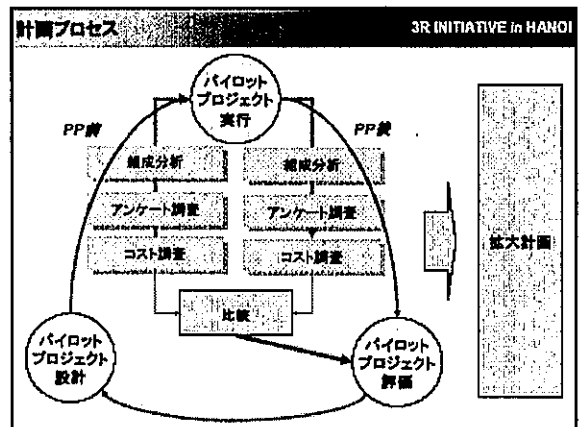 計画プロセス
3R INITIATIVE in HANOI
パイロット
プロジェクト
実行
PP前
PP後
組成分析
組成分析
アンケート調査
アンケート調査
コスト調査
コスト調査
拡大計画
比較
パイロット
プロジェクト
設計
パイロット
プロジェクト
評価